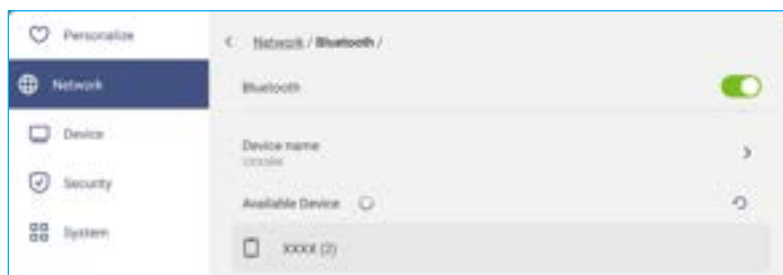 Personalize
Network / Bluetooth /
Network
Bluetooth
Device
Device name
Security
Available Device
System
XXXX (2)